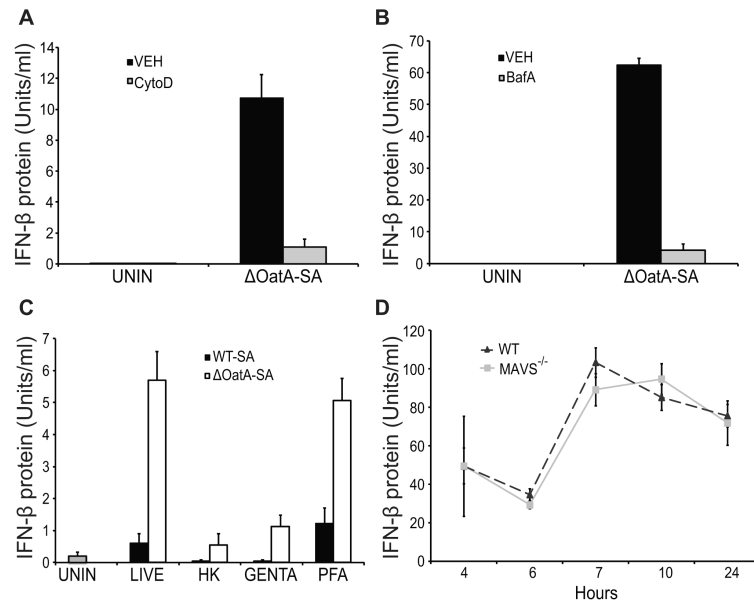 A
IFN-β protein (Units/ml)
14
12
10
8
6
4
2
0
VEH
CytoD
UNIN
ΔOatA-SA
B
IFN-β protein (Units/ml)
70
60
50
40
30
20
10
0
VEH
BafA
UNIN
ΔOatA-SA
C
IFN-β protein (Units/ml)
7
6
5
4
3
2
1
0
WT-SA
ΔOatA-SA
UNIN
LIVE
HK
GENTA
PFA
D
IFN-β protein (Units/ml)
120
100
80
60
40
20
0
WT
MAVS-/-
4
6
7
10
24
Hours